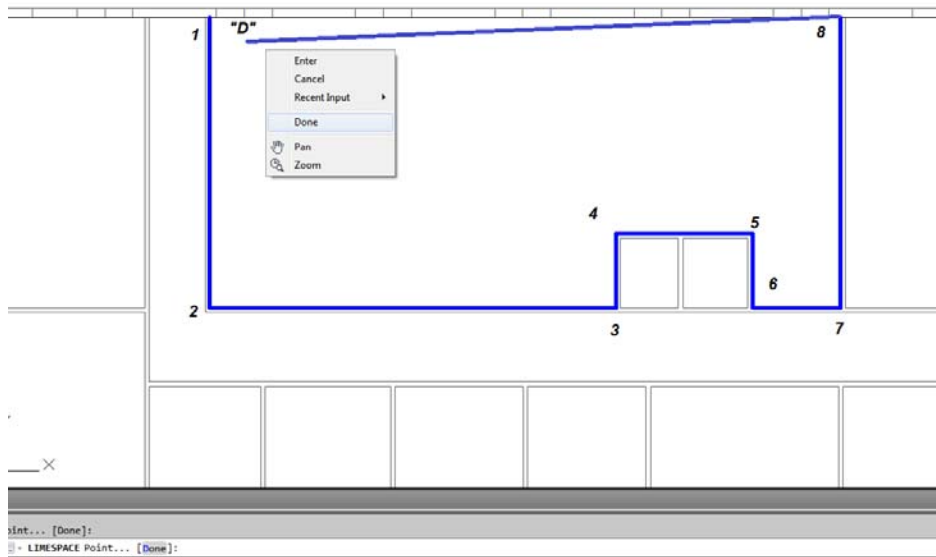 1
"D"
8
Enter
Cancel
Recent Input
Done
Pan
Zoom
4
5
6
2
3
7
oint... [Done]:
- LIMESPACE Point... [Done]: